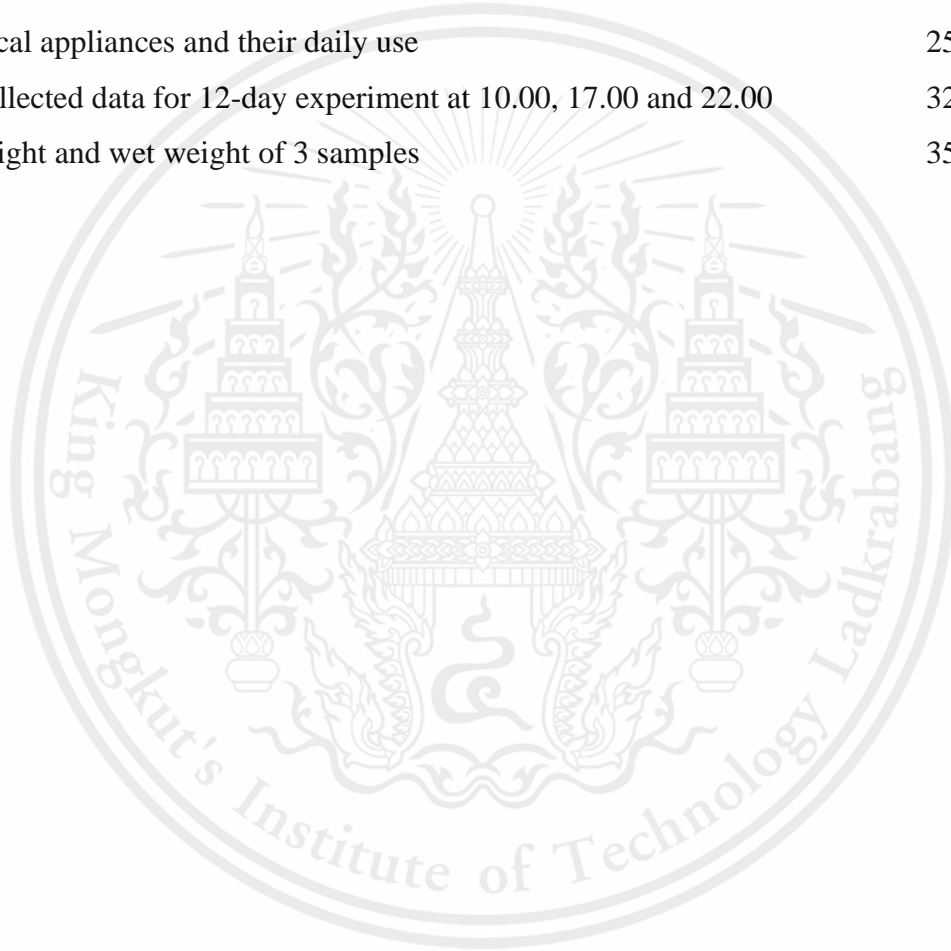 cal appliances and their daily use 25
llected data for 12-day experiment at 10.00, 17.00 and 22.00 32
ight and wet weight of 3 samples 35
King Mongkut's Institute of Technology Ladkrabang